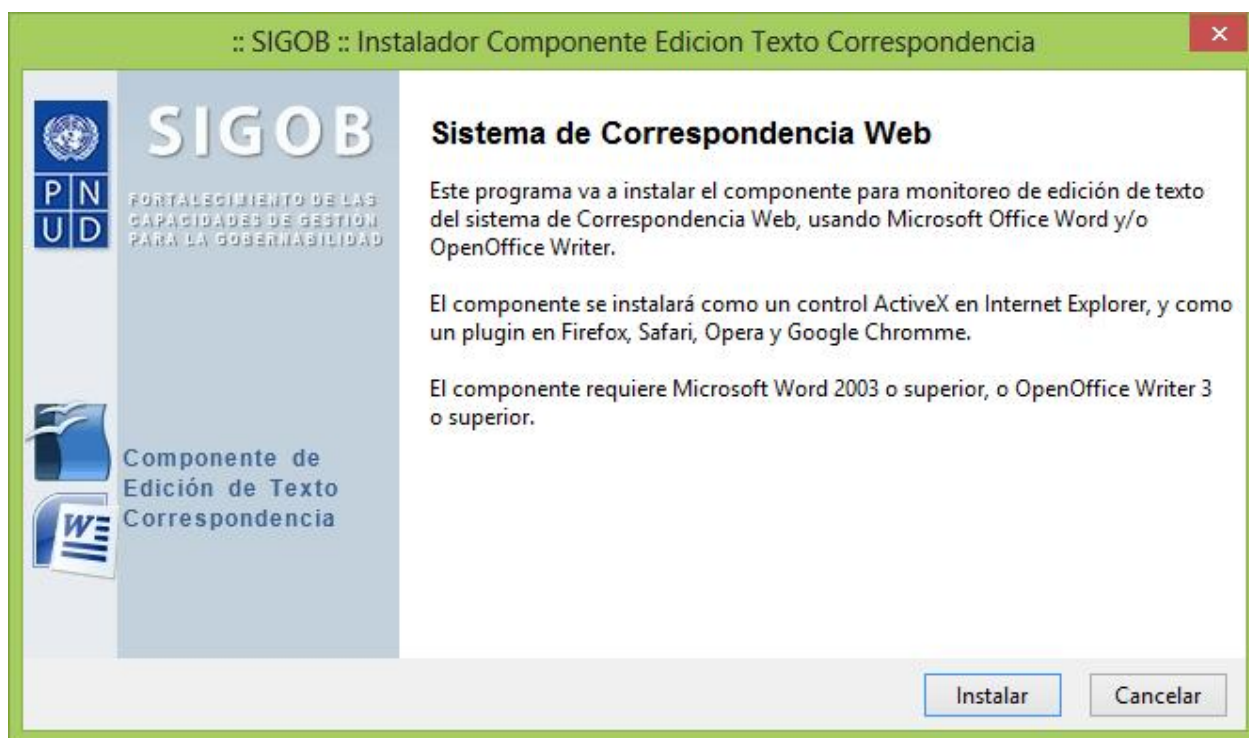 :: SIGOB :: Instalador Componente Edicion Texto Correspondencia
PN
UD
SIGOB
FORTALECIMIENTO DE LAS
CAPACIDADES DE GESTION
PARA LA GOBERNABILIDAD
Componente de
Edición de Texto
Correspondencia
W
Sistema de Correspondencia Web
Este programa va a instalar el componente para monitoreo de edición de texto
del sistema de Correspondencia Web, usando Microsoft Office Word y/o
OpenOffice Writer.
El componente se instalará como un control ActiveX en Internet Explorer, y como
un plugin en Firefox, Safari, Opera y Google Chromme.
El componente requiere Microsoft Word 2003 o superior, o OpenOffice Writer 3
o superior.
Instalar
Cancelar